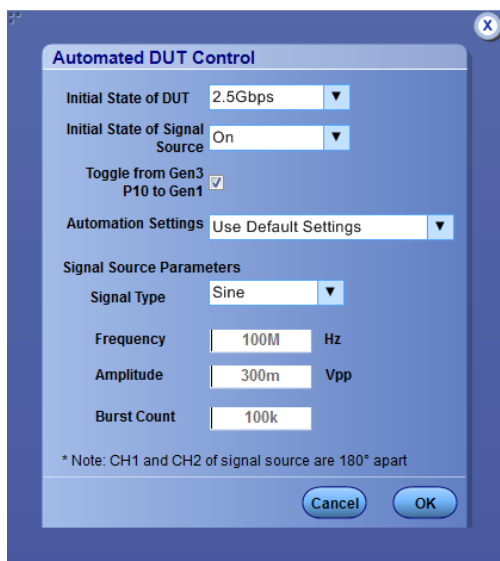 X
Automated DUT Control
Initial State of DUT 2.5Gbps
Initial State of Signal
Source On
Toggle from Gen3
P10 to Gen1
Automation Settings Use Default Settings
Signal Source Parameters
Signal Type Sine
Frequency 100M Hz
Amplitude 300m Vpp
Burst Count 100k
* Note: CH1 and CH2 of signal source are 180° apart
Cancel OK